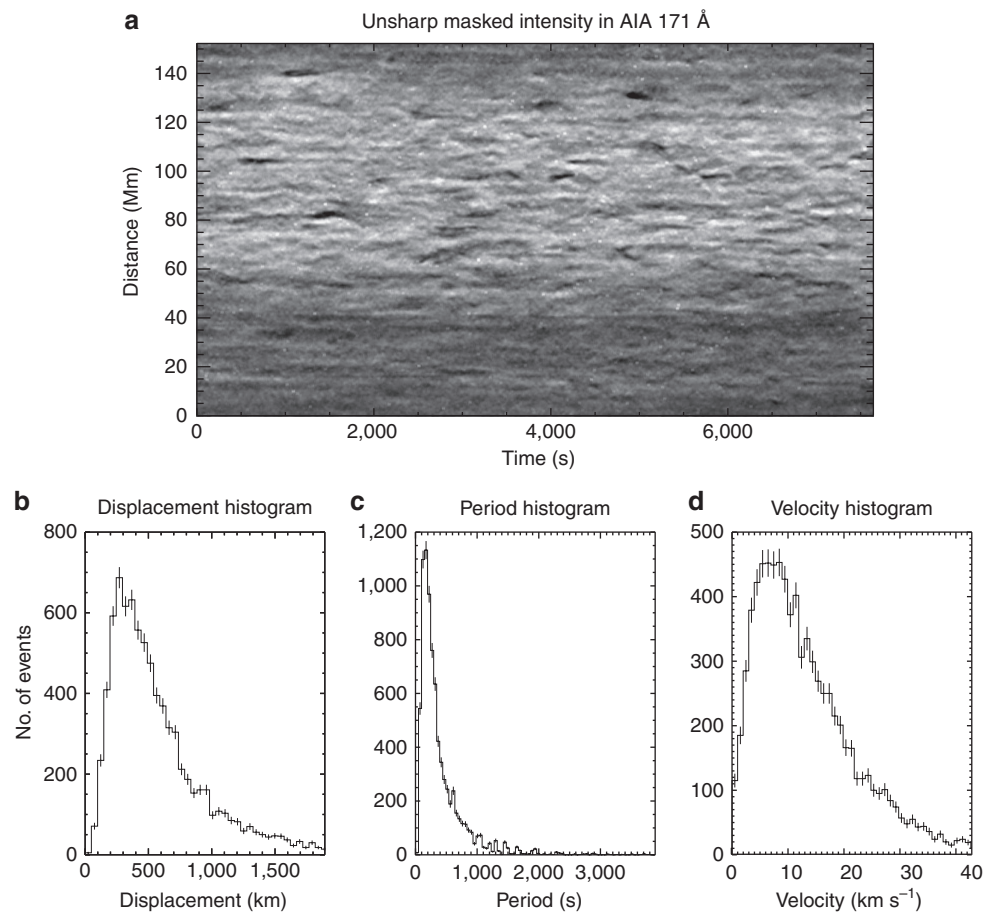 a Unsharp masked intensity in AIA 171 Å
140
120
100
80
60
40
20
0
Distance (Mm)
0 2,000 4,000 6,000
Time (s)
b Displacement histogram
800
600
400
200
0
No. of events
0 500 1,000 1,500
Displacement (km)
c Period histogram
1,200
1,000
800
600
400
200
0
0 1,000 2,000 3,000
Period (s)
d Velocity histogram
500
400
300
200
100
0
0 10 20 30 40
Velocity (km s⁻¹)